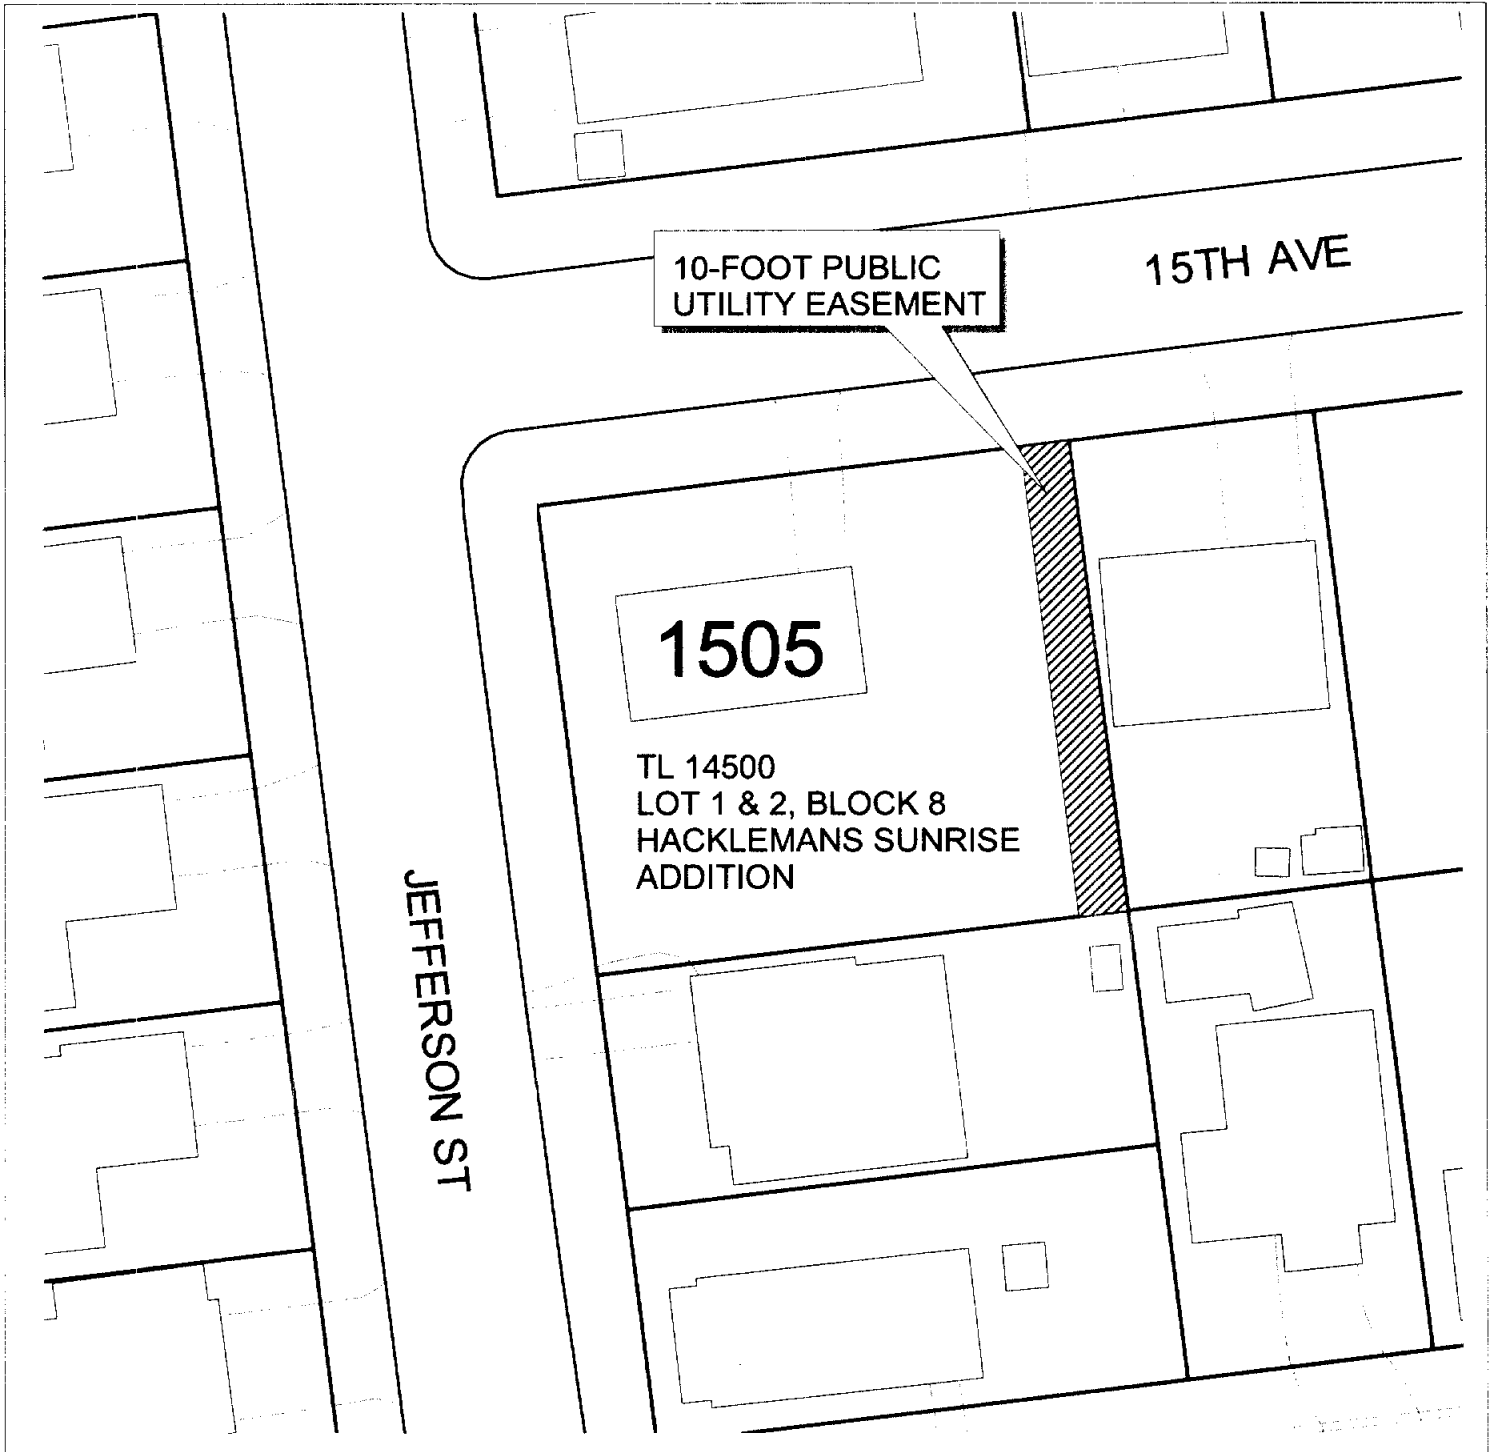 10-FOOT PUBLIC
UTILITY EASEMENT
15TH AVE
1505
TL 14500
LOT 1 & 2, BLOCK 8
HACKLEMANS SUNRISE
ADDITION
JEFFERSON ST